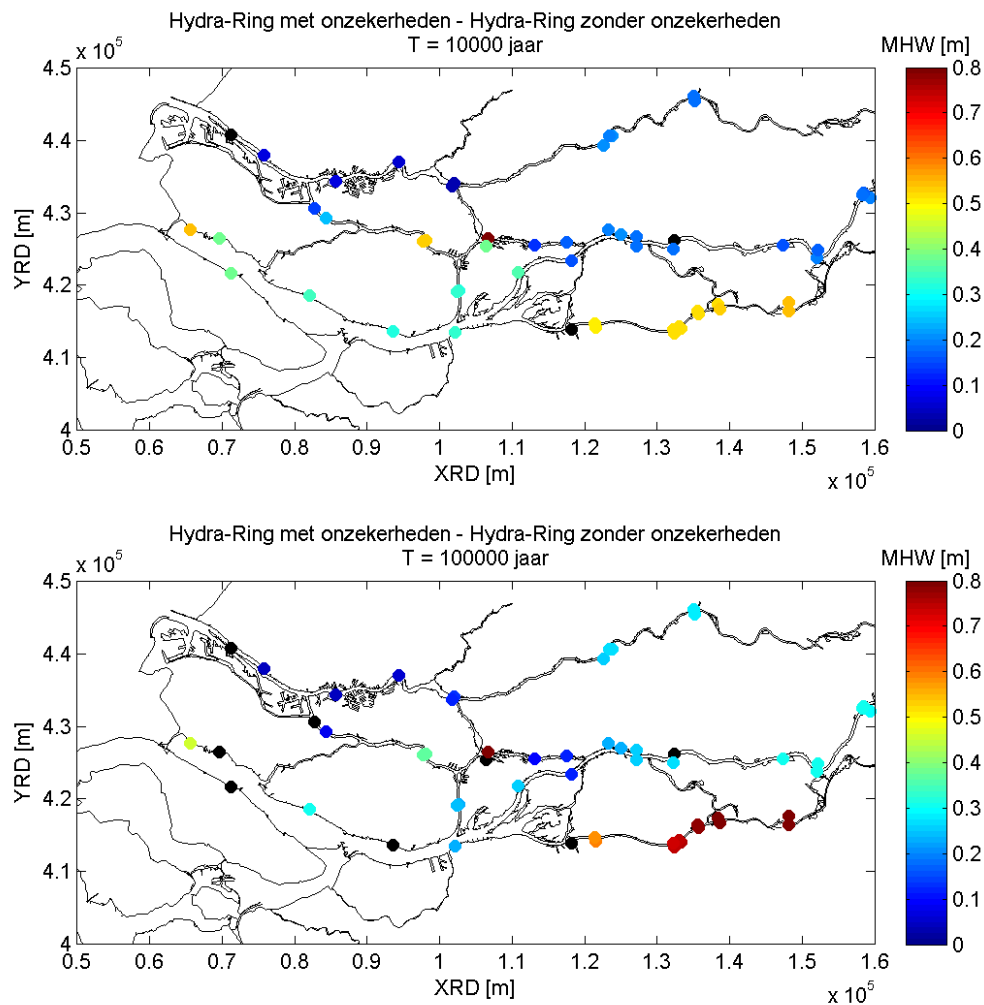 Hydra-Ring met onzekerheden - Hydra-Ring zonder onzekerheden
x 10^5
T = 10000 jaar
MHW [m]
4.5
4.4
4.3
4.2
4.1
4
YRD [m]
0.5 0.6 0.7 0.8 0.9 1 1.1 1.2 1.3 1.4 1.5 1.6
XRD [m]
x 10^5
0.8
0.7
0.6
0.5
0.4
0.3
0.2
0.1
0
Hydra-Ring met onzekerheden - Hydra-Ring zonder onzekerheden
x 10^5
T = 100000 jaar
MHW [m]
4.5
4.4
4.3
4.2
4.1
4
YRD [m]
0.5 0.6 0.7 0.8 0.9 1 1.1 1.2 1.3 1.4 1.5 1.6
XRD [m]
x 10^5
0.8
0.7
0.6
0.5
0.4
0.3
0.2
0.1
0